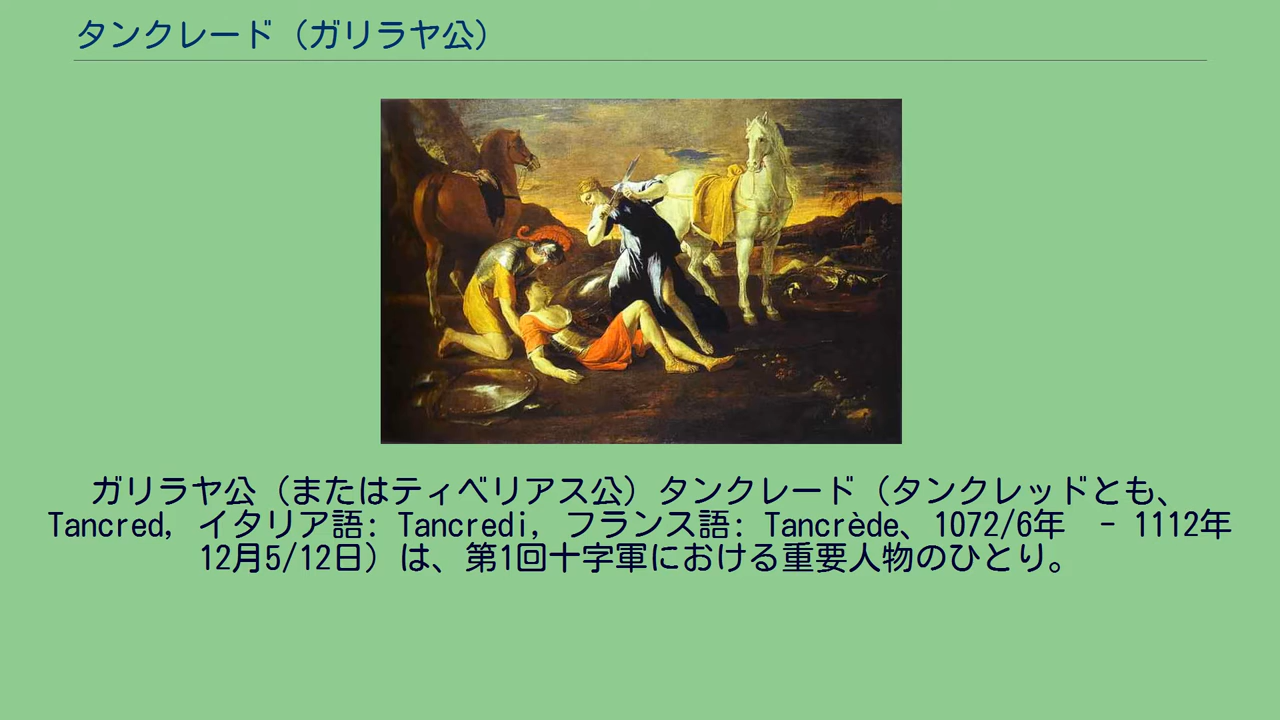 タンクレード（ガリラヤ公）
ガリラヤ公（またはティベリアス公）タンクレード（タンクレッドとも、
Tancred, イタリア語: Tancredi, フランス語: Tancrède、1072/6年　- 1112年
12月5/12日）は、第1回十字軍における重要人物のひとり。